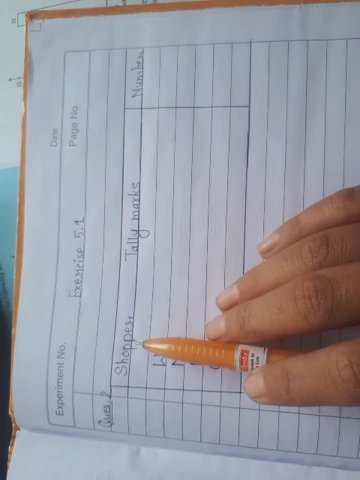 Date
Experiment No.
Page No.
Exercise 5.1
Ques. 2
Shopper Tally marks Number
W